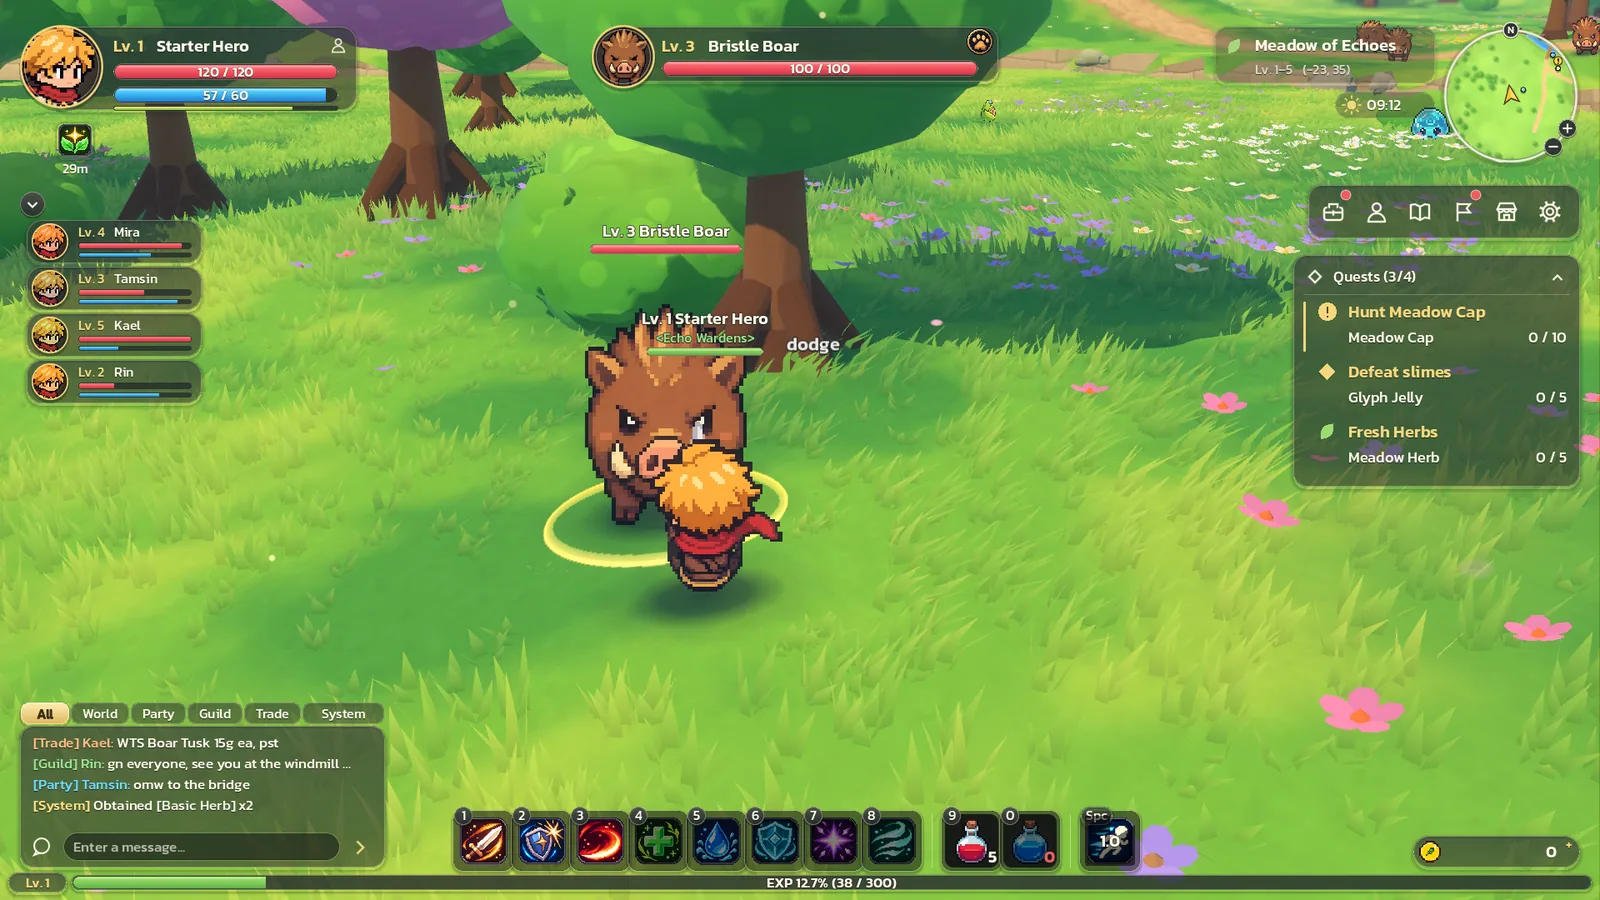 Lv. 1 Starter Hero
120 / 120
57 / 60
29m
Lv. 4 Mira
Lv. 3 Tamsin
Lv. 5 Kael
Lv. 2 Rin
Lv. 3 Bristle Boar
100 / 100
Meadow of Echoes
Lv. 1–5 (−23, 35)
09:12
N
Quests (3/4)
Hunt Meadow Cap
Meadow Cap 0 / 10
Defeat slimes
Glyph Jelly 0 / 5
Fresh Herbs
Meadow Herb 0 / 5
Lv. 3 Bristle Boar
Lv. 1 Starter Hero
<Echo Wardens>
dodge
All World Party Guild Trade System
[Trade] Kael: WTS Boar Tusk 15g ea, pst
[Guild] Rin: gn everyone, see you at the windmill ...
[Party] Tamsin: omw to the bridge
[System] Obtained [Basic Herb] x2
Enter a message...
1 2 3 4 5 6 7 8 9 0 Spc
5 0 1.0
0
Lv. 1 EXP 12.7% (38 / 300)